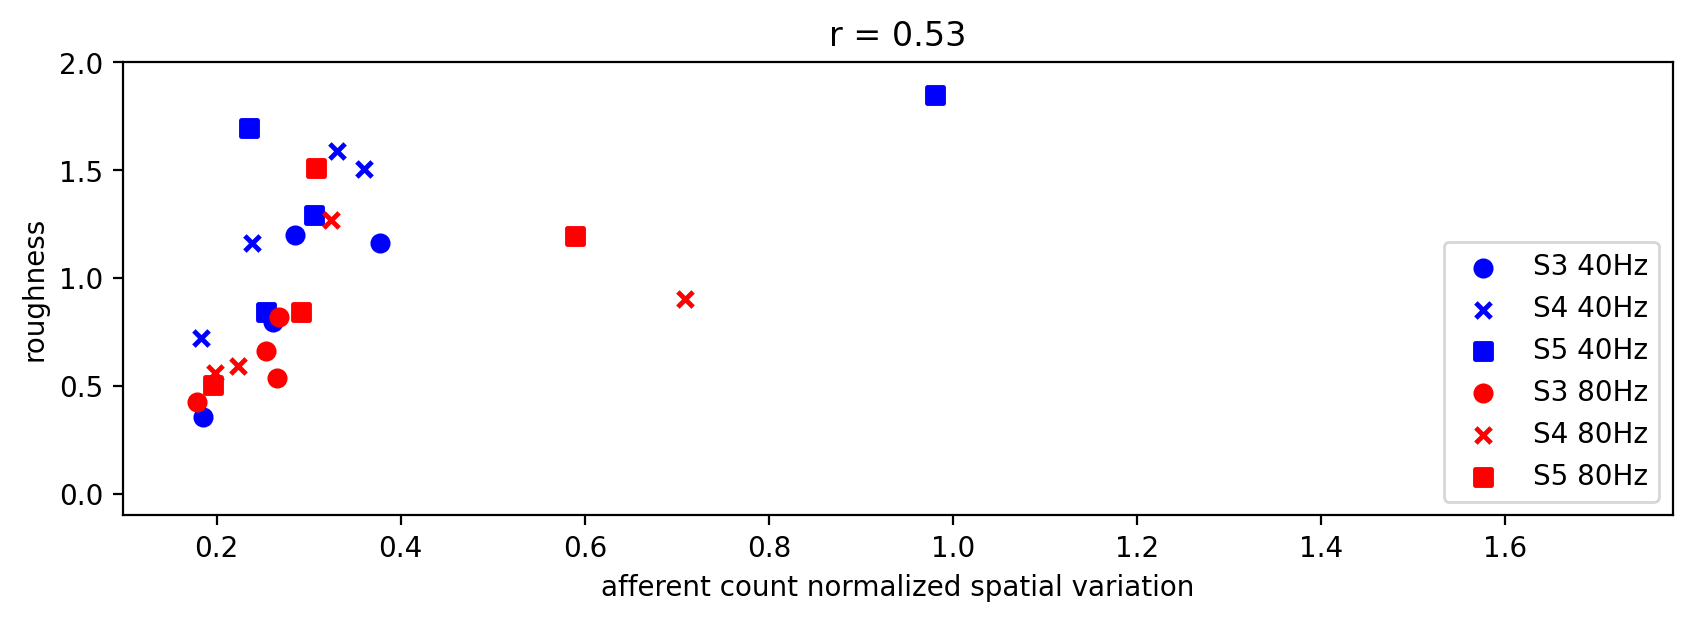 r = 0.53
2.0
1.5
1.0
0.5
0.0
roughness
0.2 0.4 0.6 0.8 1.0 1.2 1.4 1.6
afferent count normalized spatial variation
S3 40Hz
S4 40Hz
S5 40Hz
S3 80Hz
S4 80Hz
S5 80Hz